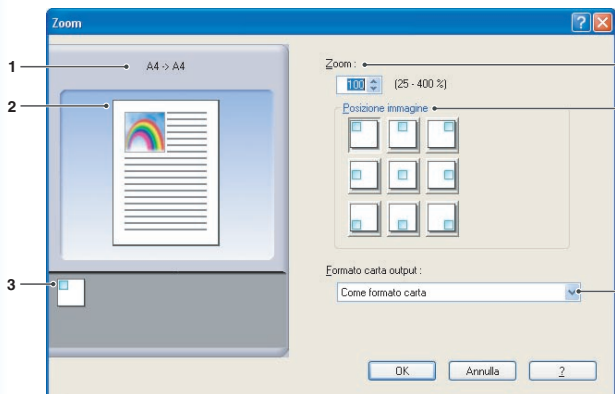 Zoom
1
A4 -> A4
2
3
Zoom :
100
(25 - 400 %)
Posizione immagine
Formato carta output :
Come formato carta
OK
Annulla
?